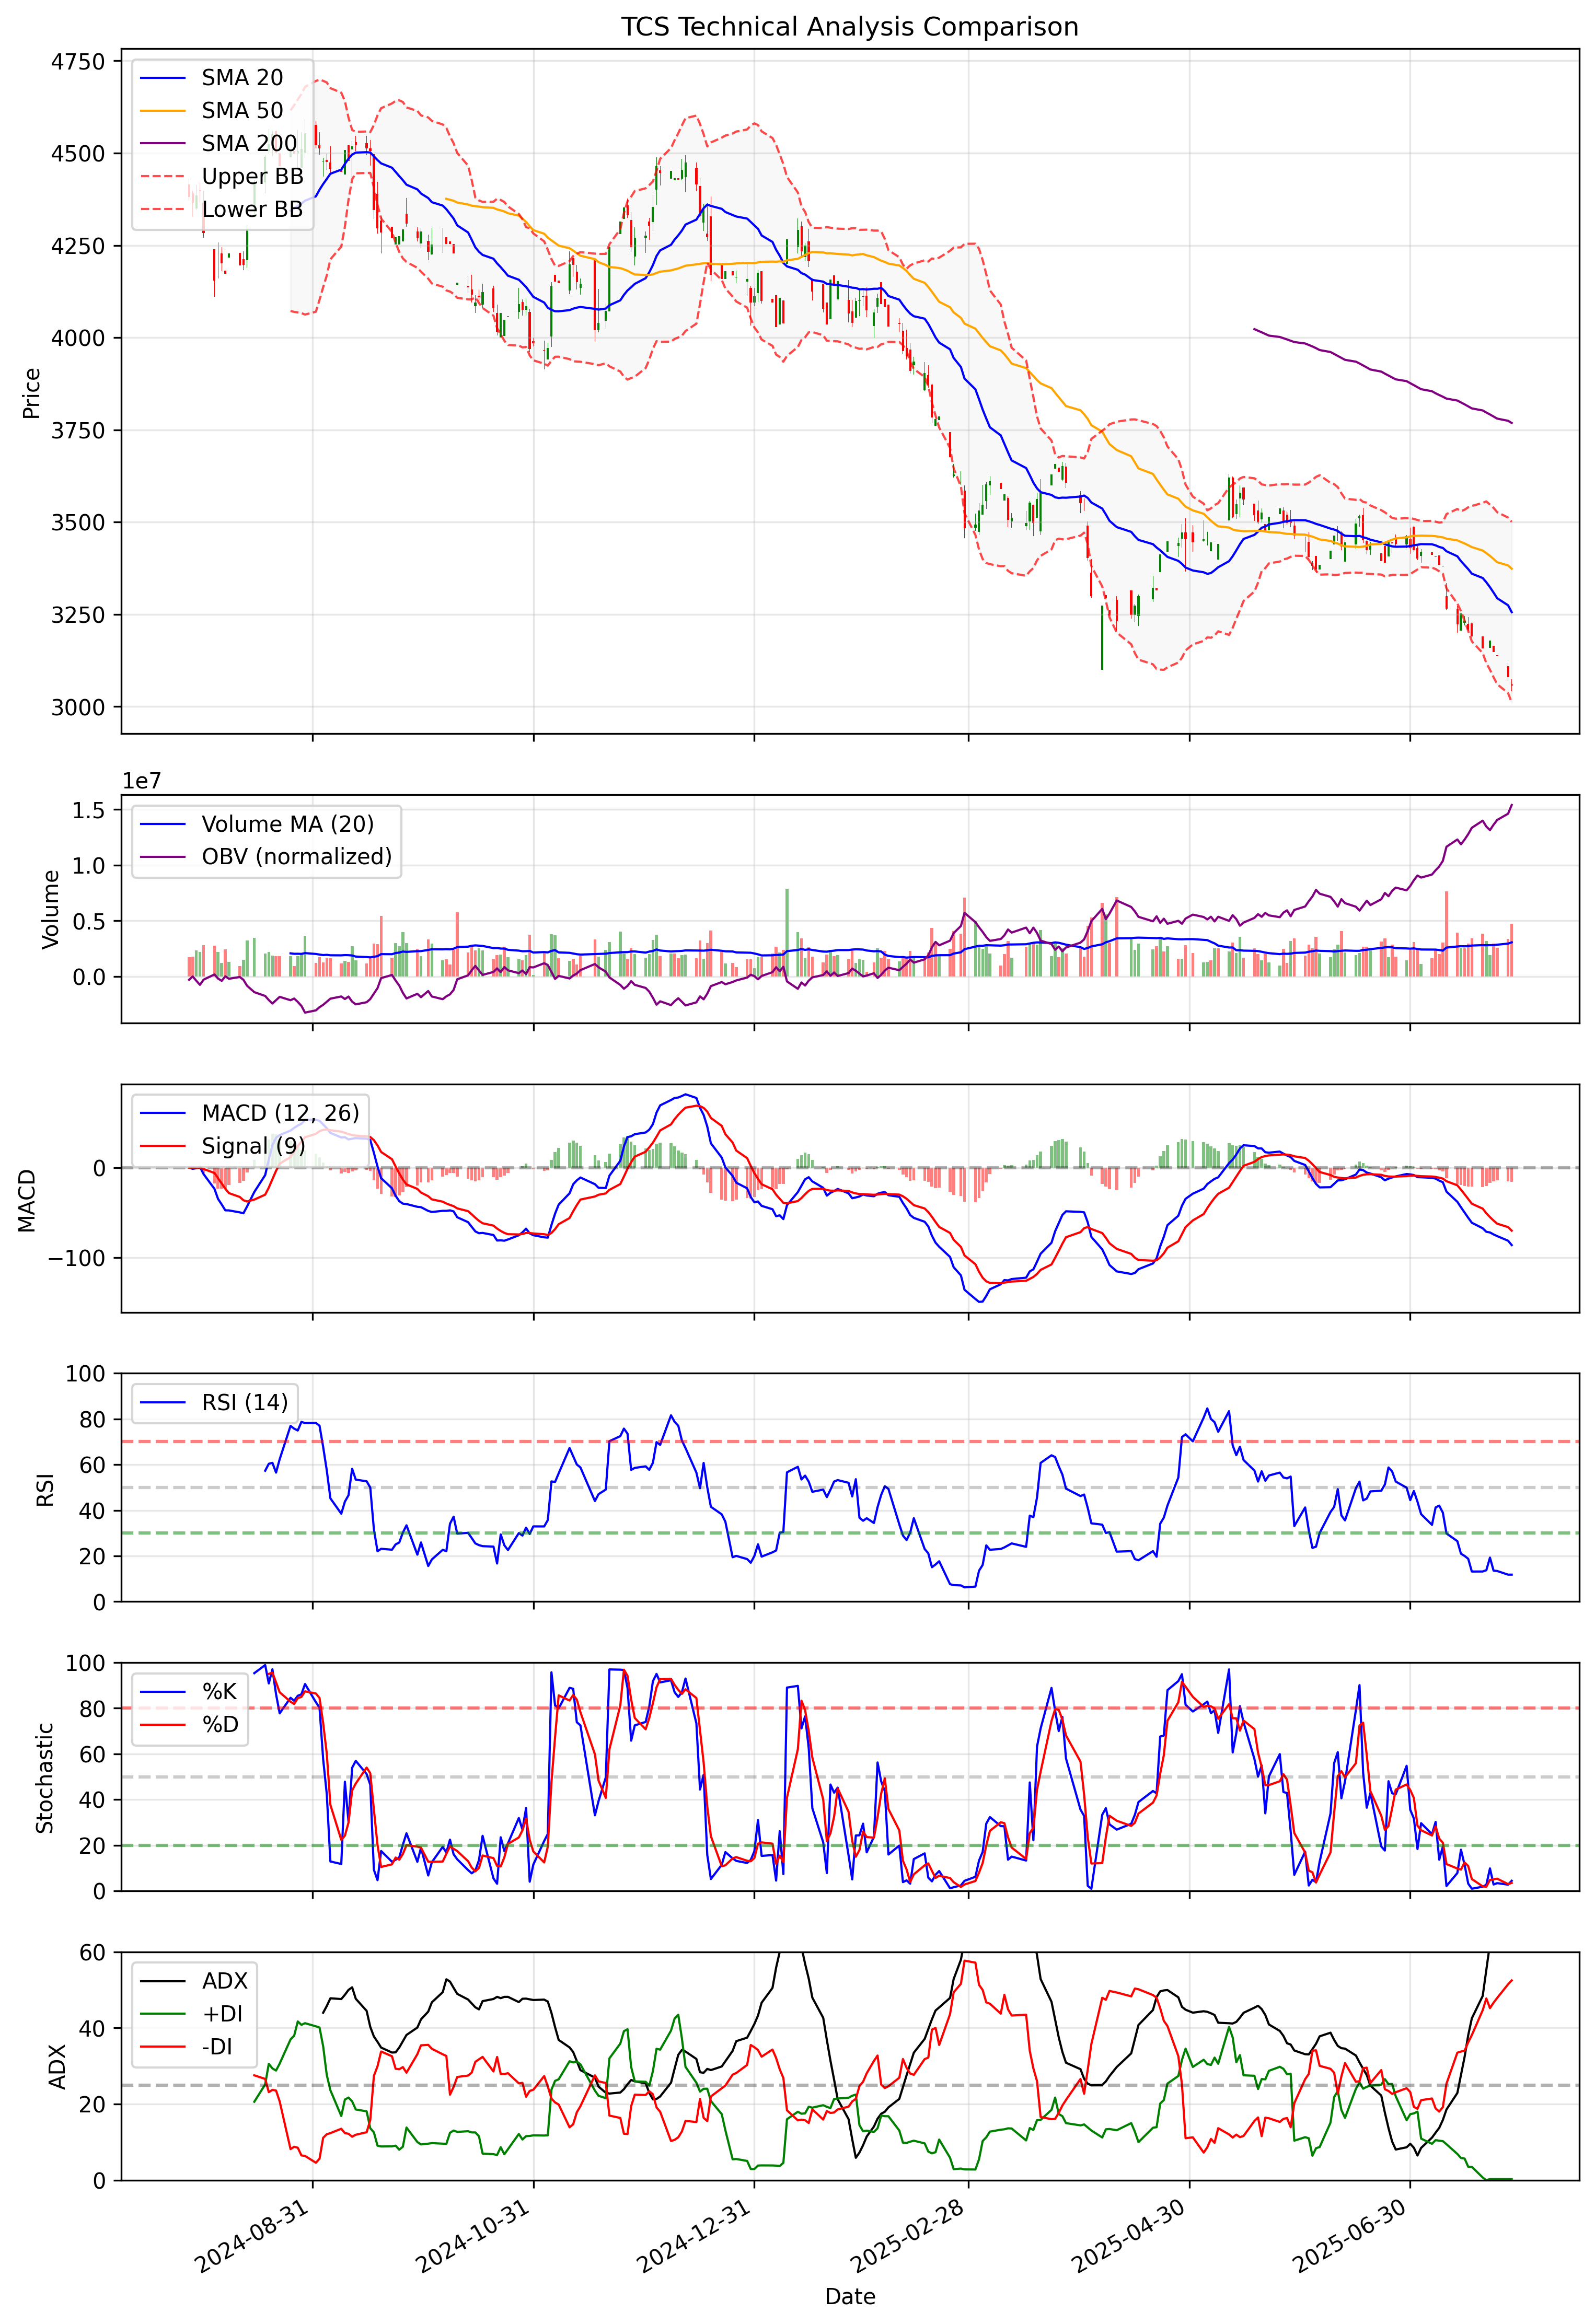 TCS Technical Analysis Comparison
SMA 20
SMA 50
SMA 200
Upper BB
Lower BB
Price
4750
4500
4250
4000
3750
3500
3250
3000
1e7
Volume MA (20)
OBV (normalized)
Volume
1.5
1.0
0.5
0.0
MACD (12, 26)
Signal (9)
MACD
0
−100
RSI (14)
RSI
100
80
60
40
20
0
%K
%D
Stochastic
100
80
60
40
20
0
ADX
+DI
-DI
ADX
60
40
20
0
2024-08-31
2024-10-31
2024-12-31
2025-02-28
2025-04-30
2025-06-30
Date